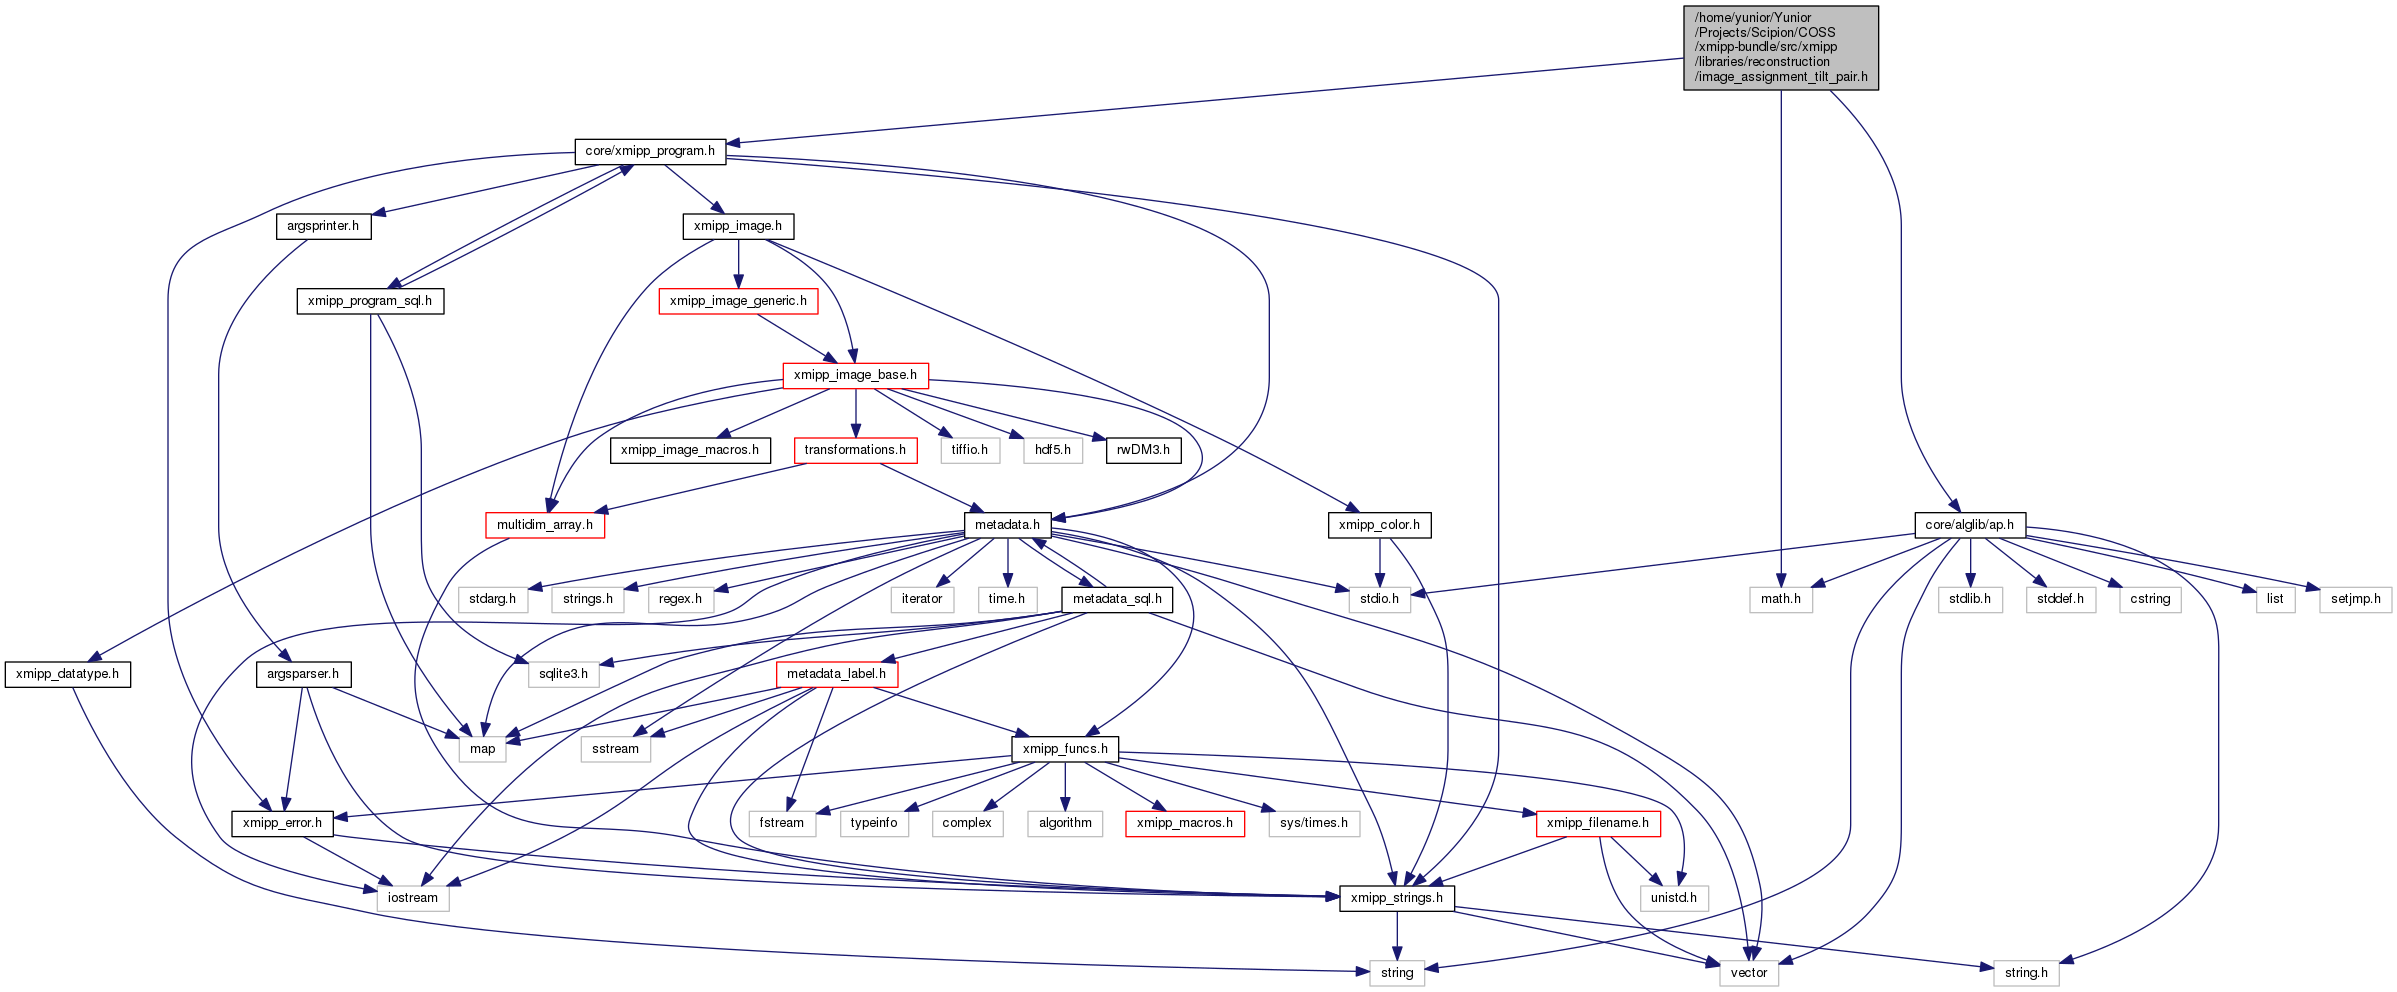 /home/yunior/Yunior
/Projects/Scipion/COSS
/xmipp-bundle/src/xmipp
/libraries/reconstruction
/image_assignment_tilt_pair.h
core/xmipp_program.h
argsprinter.h
xmipp_image.h
xmipp_program_sql.h
xmipp_image_generic.h
xmipp_image_base.h
xmipp_image_macros.h
transformations.h
tiffio.h
hdf5.h
rwDM3.h
multidim_array.h
metadata.h
xmipp_color.h
core/alglib/ap.h
stdarg.h
strings.h
regex.h
iterator
time.h
metadata_sql.h
stdio.h
math.h
stdlib.h
stddef.h
cstring
list
setjmp.h
xmipp_datatype.h
argsparser.h
sqlite3.h
metadata_label.h
map
sstream
xmipp_funcs.h
xmipp_error.h
fstream
typeinfo
complex
algorithm
xmipp_macros.h
sys/times.h
xmipp_filename.h
iostream
xmipp_strings.h
unistd.h
string
vector
string.h